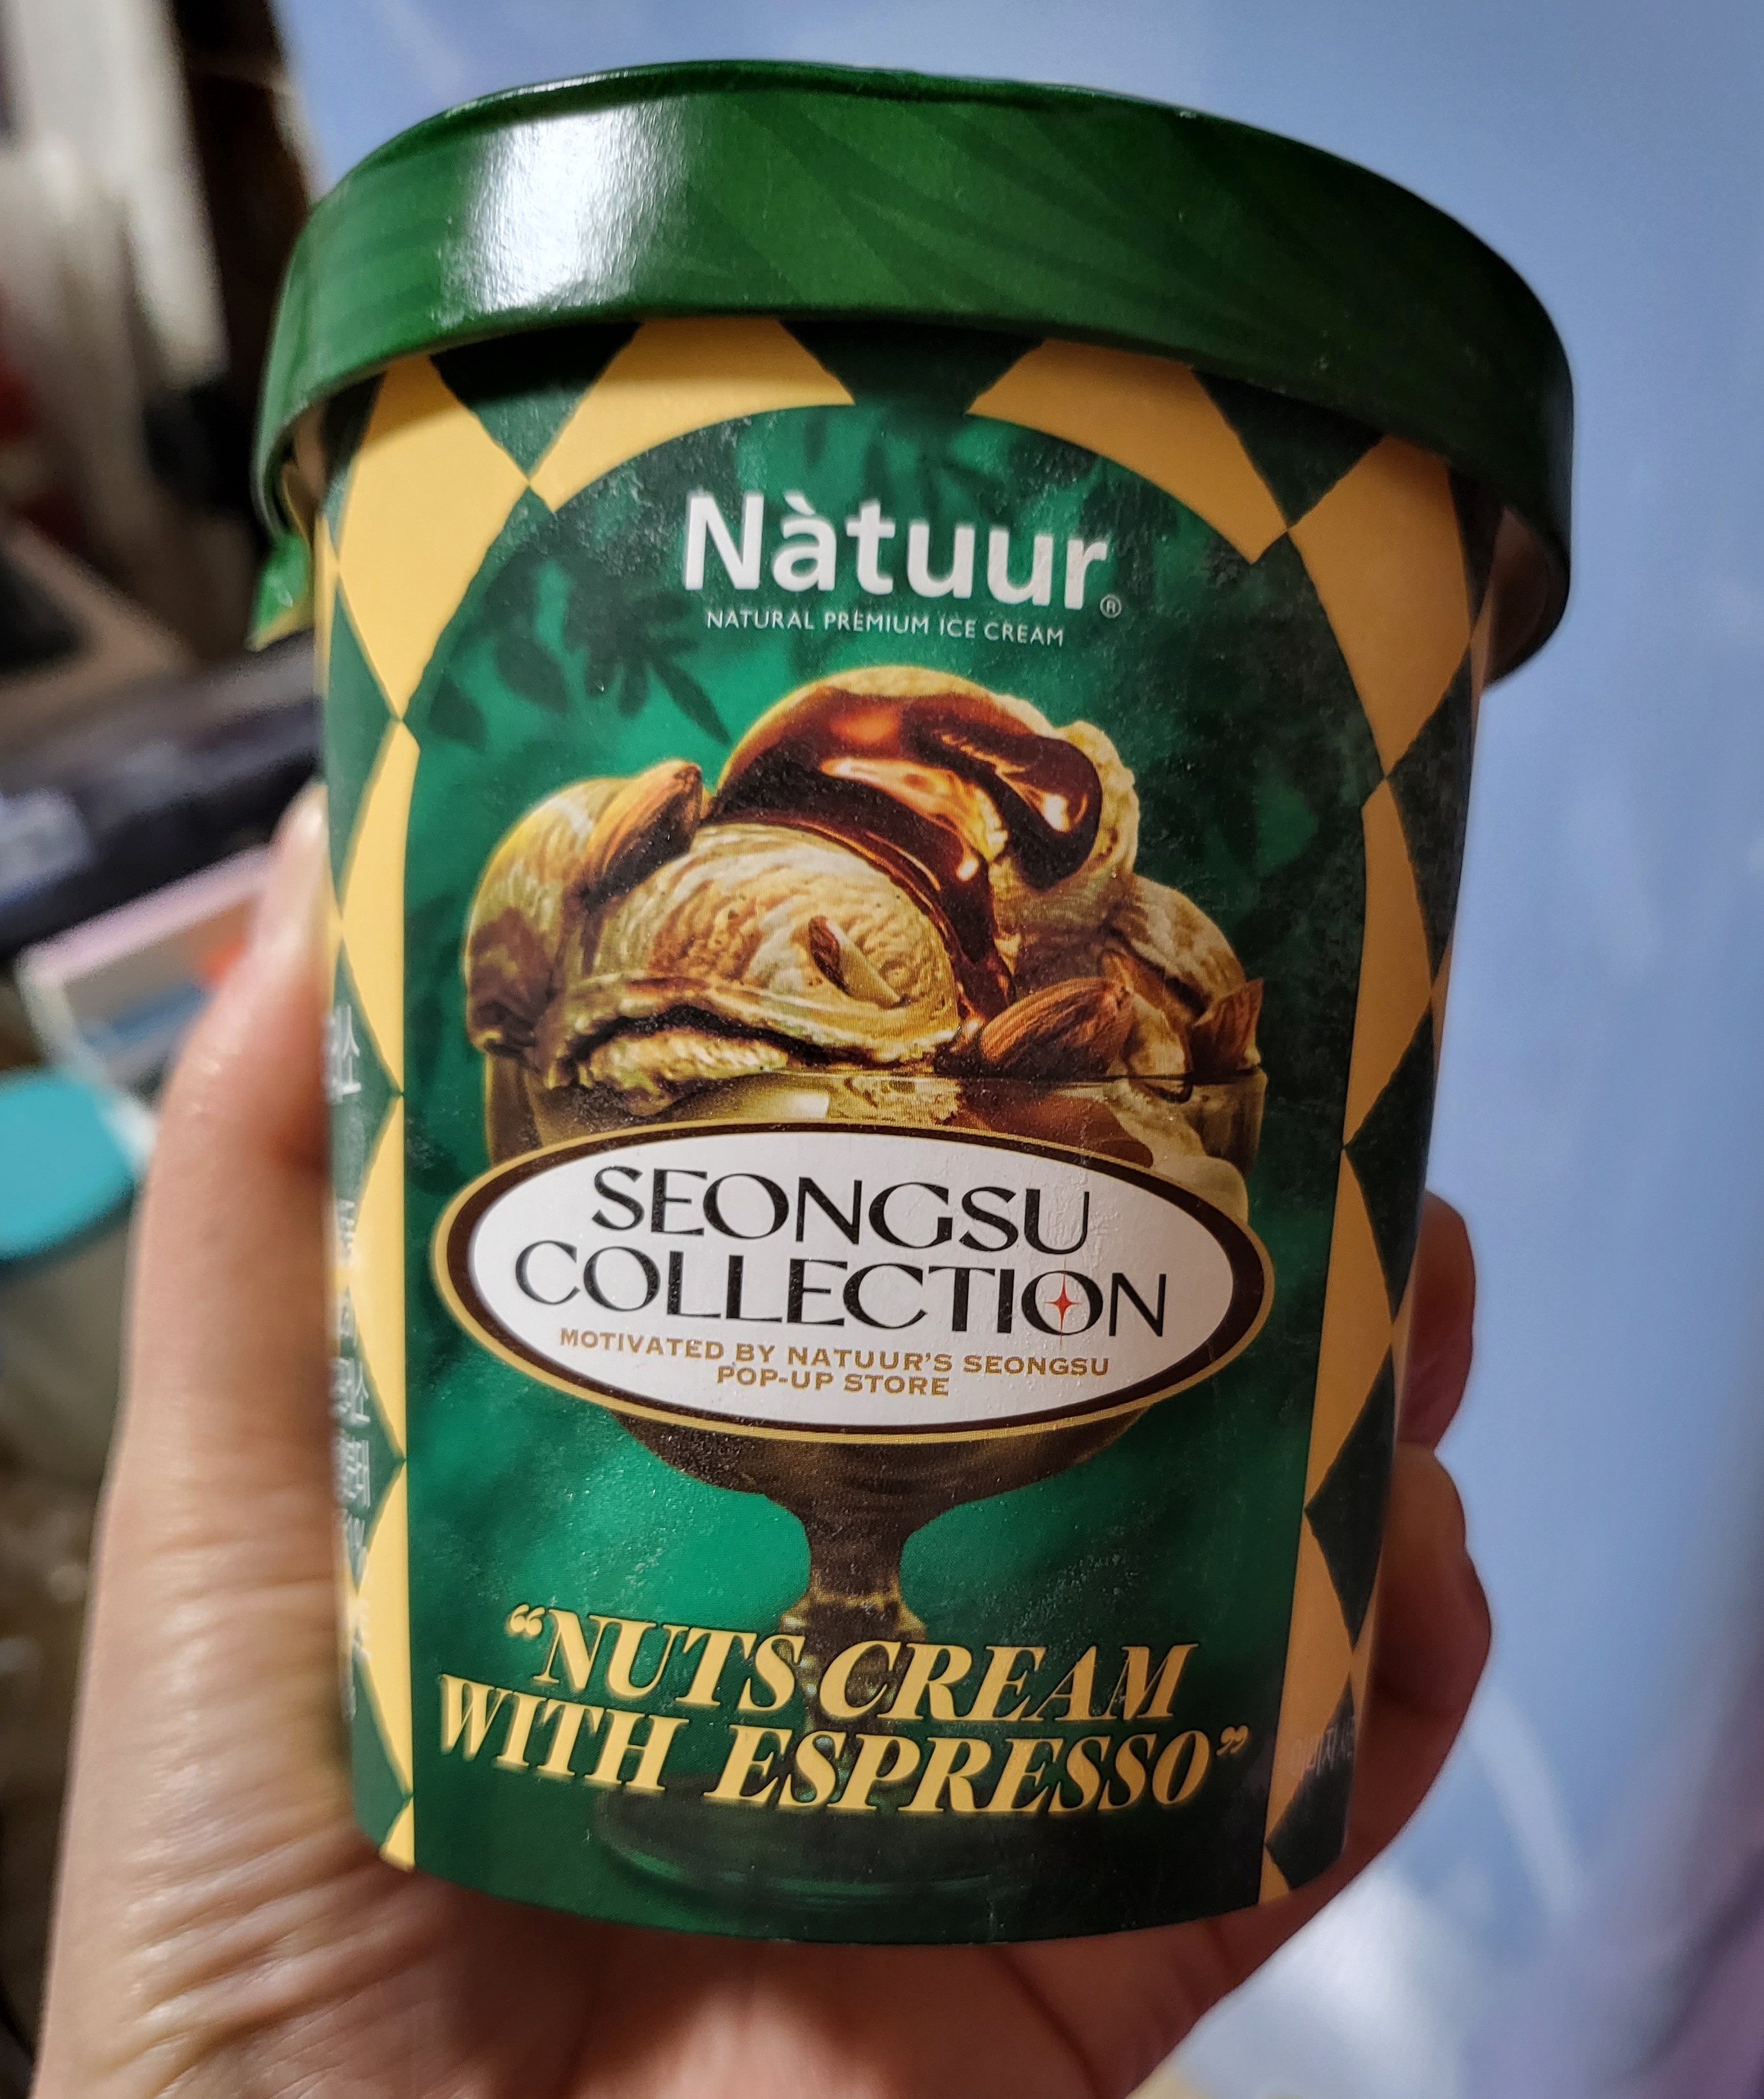 Nàtuur®
NATURAL PREMIUM ICE CREAM
SEONGSU
COLLECTION
MOTIVATED BY NATUUR'S SEONGSU
POP-UP STORE
“NUTS CREAM
WITH ESPRESSO”